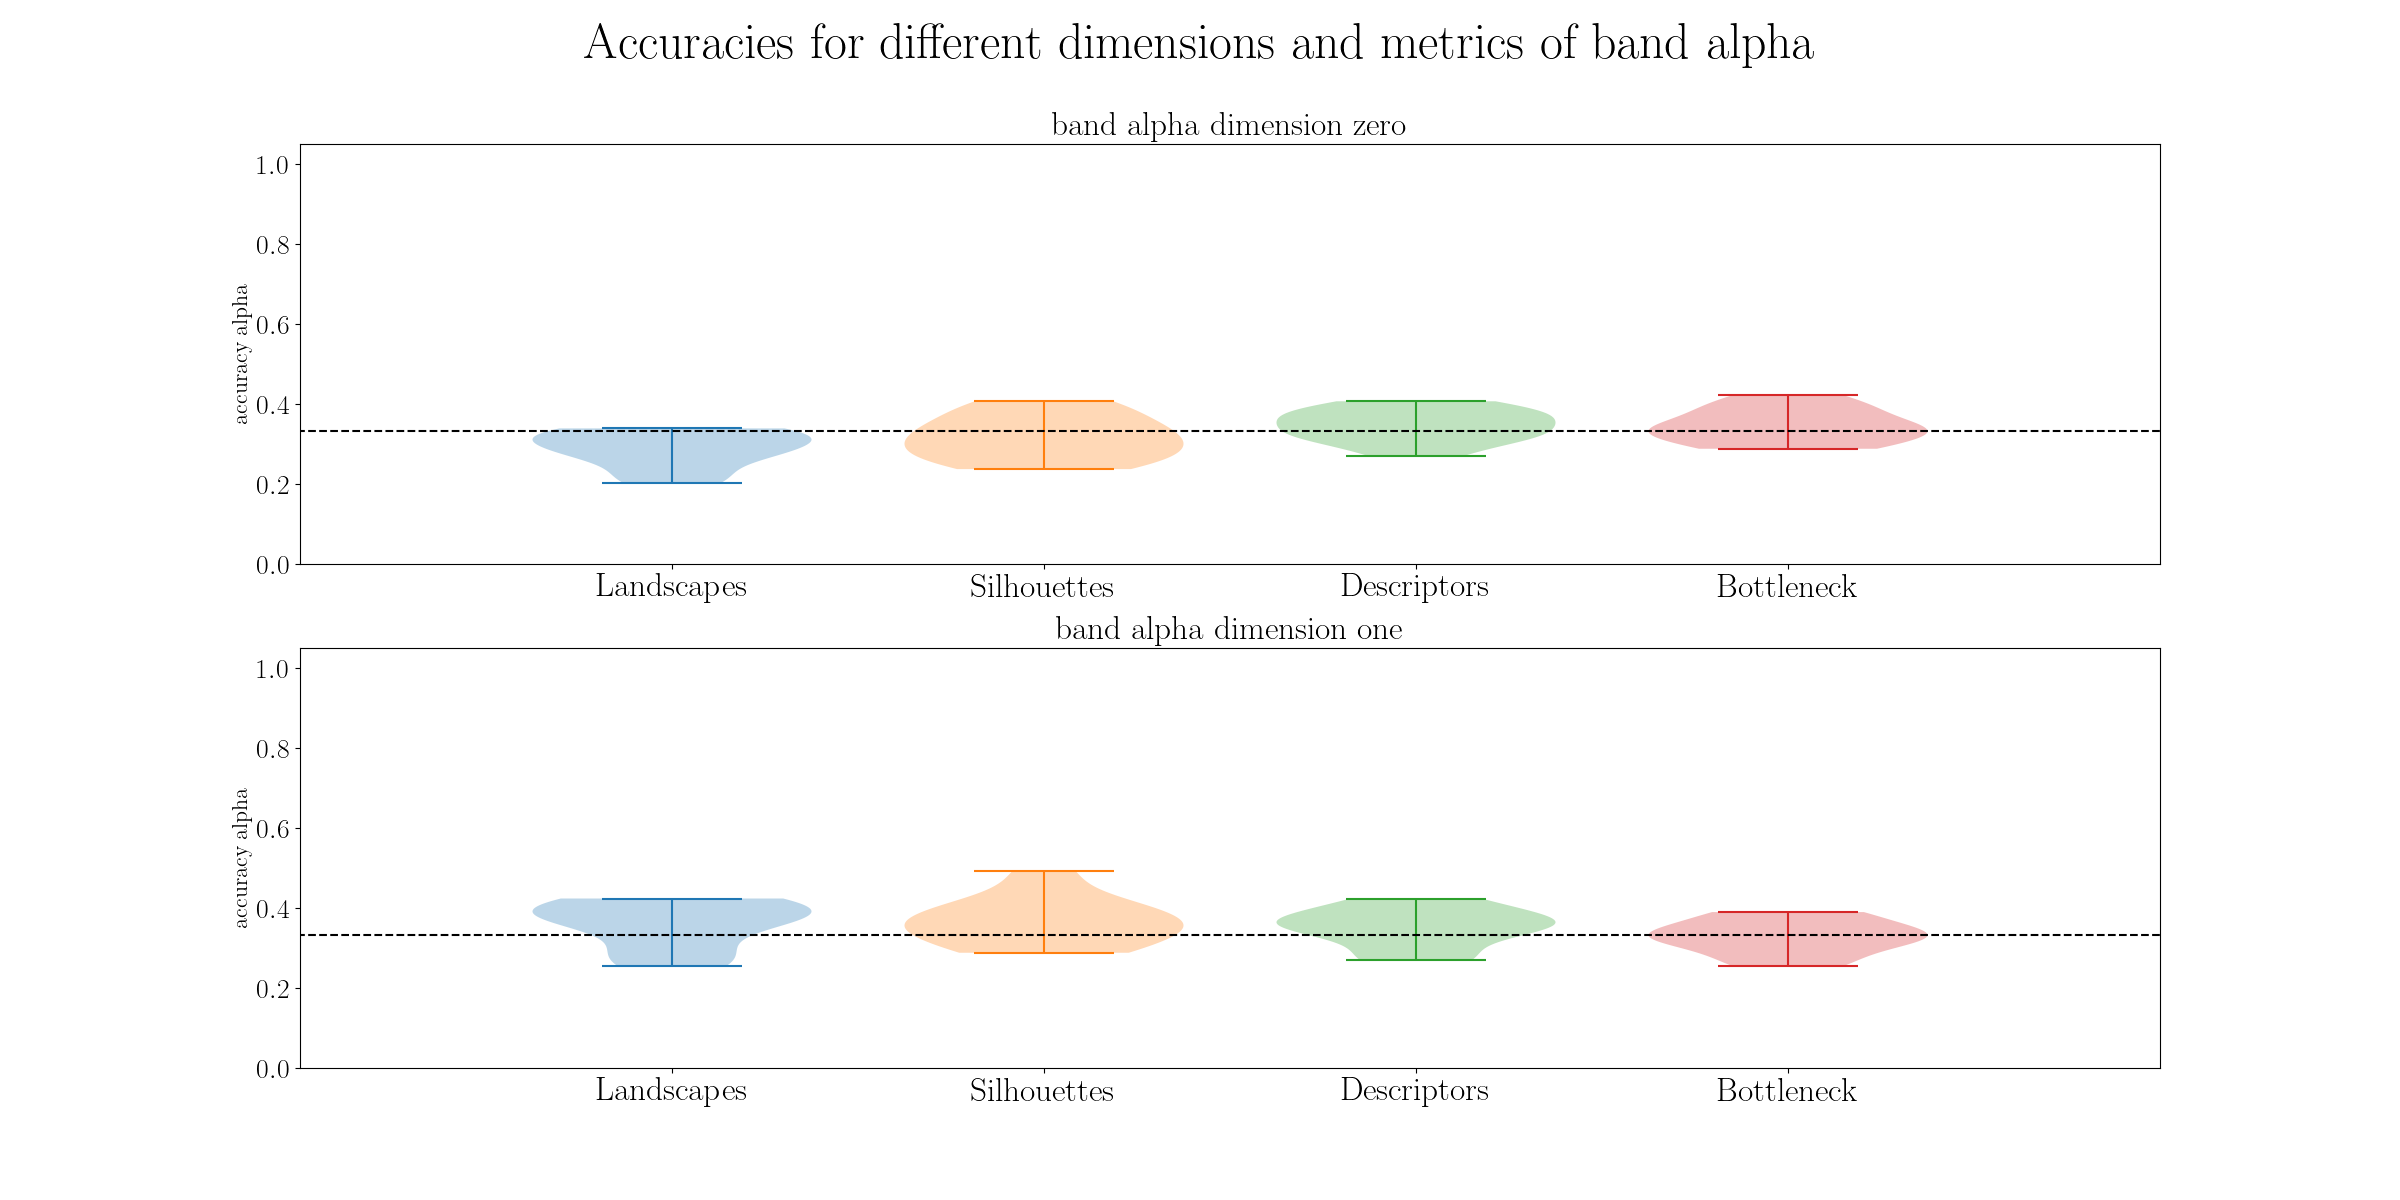 Accuracies for different dimensions and metrics of band alpha
band alpha dimension zero
1.0
0.8
0.6
0.4
0.2
0.0
accuracy alpha
Landscapes Silhouettes Descriptors Bottleneck
band alpha dimension one
1.0
0.8
0.6
0.4
0.2
0.0
accuracy alpha
Landscapes Silhouettes Descriptors Bottleneck